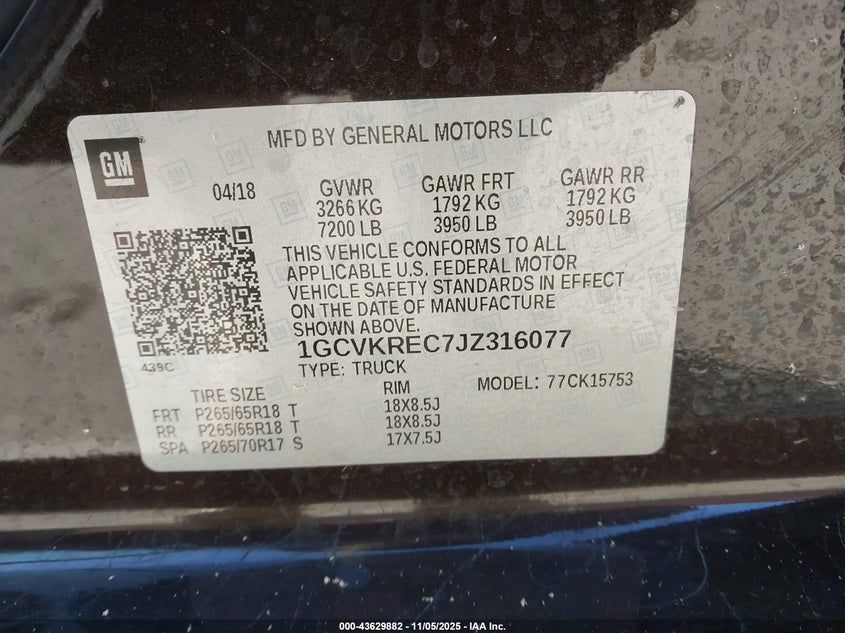 GM
MFD BY GENERAL MOTORS LLC
04/18 GVWR GAWR FRT GAWR RR
3266 KG 1792 KG 1792 KG
7200 LB 3950 LB 3950 LB
THIS VEHICLE CONFORMS TO ALL
APPLICABLE U.S. FEDERAL MOTOR
VEHICLE SAFETY STANDARDS IN EFFECT
ON THE DATE OF MANUFACTURE
SHOWN ABOVE.
1GCVKREC7JZ316077
439C
TYPE: TRUCK MODEL: 77CK15753
TIRE SIZE RIM
FRT P265/65R18 T 18X8.5J
RR P265/65R18 T 18X8.5J
SPA P265/70R17 S 17X7.5J
000-43629882 - 11/05/2025 - IAA Inc.